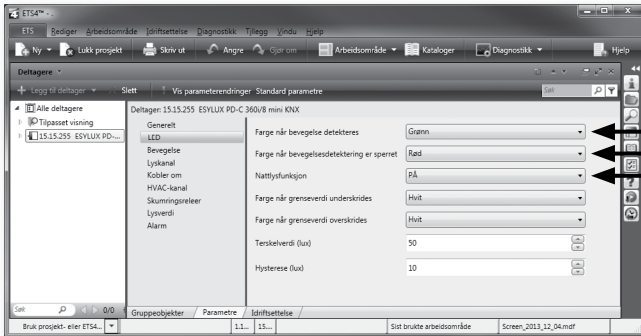 ETS4™ - .
ETS Rediger Arbeidsområde Idriftsettelse Diagnostikk Tillegg Vindu Hjelp
Ny Lukk prosjekt Skriv ut Angre Gjør om Arbeidsområde Kataloger Diagnostikk Hjelp
Deltagere
Legg til deltager Slett Vis parameterendringer Standard parametre Søk
Alle deltagere
Tilpasset visning
15.15.255 ESYLUX PD-...
Deltager: 15.15.255 ESYLUX PD-C 360i/8 mini KNX
Generelt
LED
Bevegelse
Lyskanal
Kobler om
HVAC-kanal
Skumringsreleer
Lysverdi
Alarm
Farge når bevegelse detekteres Grønn
Farge når bevegelsesdetektering er sperret Rød
Nattlysfunksjon PÅ
Farge når grenseverdi underskrides Hvit
Farge når grenseverdi overskrides Hvit
Terskelverdi (lux) 50
Hysterese (lux) 10
Søk 0/0
Gruppeobjekter Parametre Idriftsettelse
Bruk prosjekt- eller ETS4... 1.1... 15... Sist brukte arbeidsområde Screen_2013_12_04.mdf